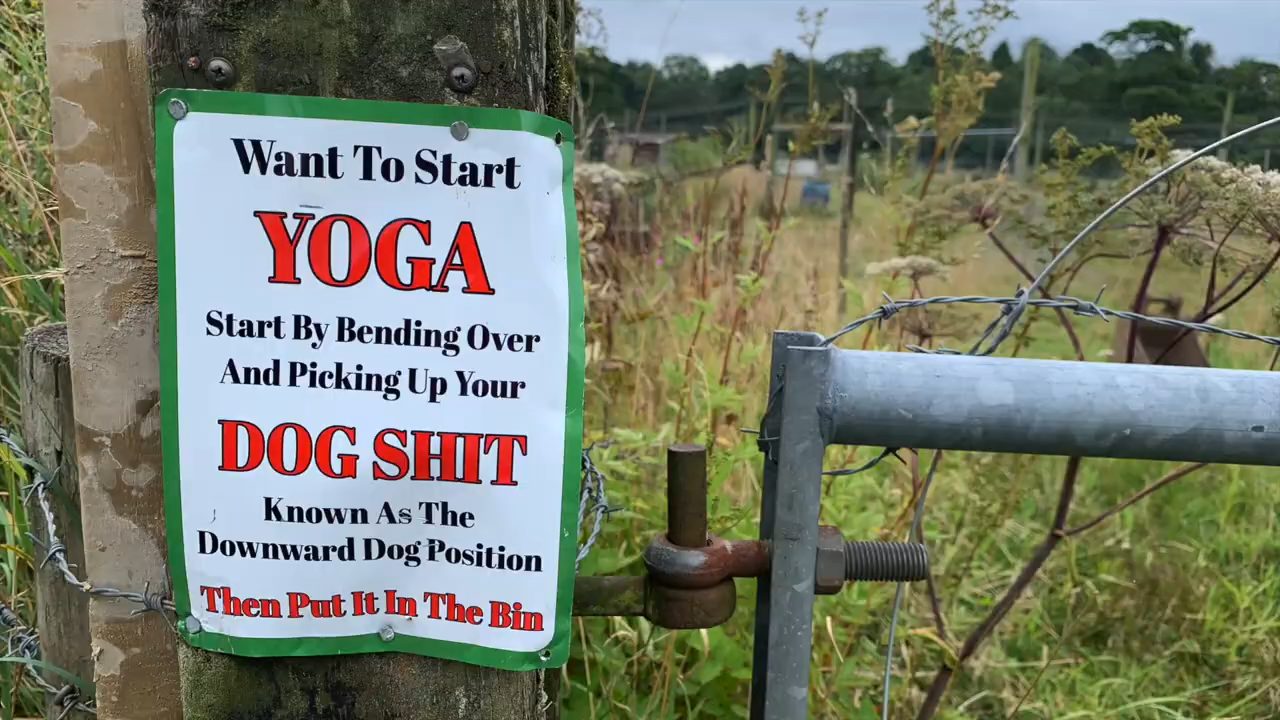 Want To Start
YOGA
Start By Bending Over
And Picking Up Your
DOG SHIT
Known As The
Downward Dog Position
Then Put It In The Bin